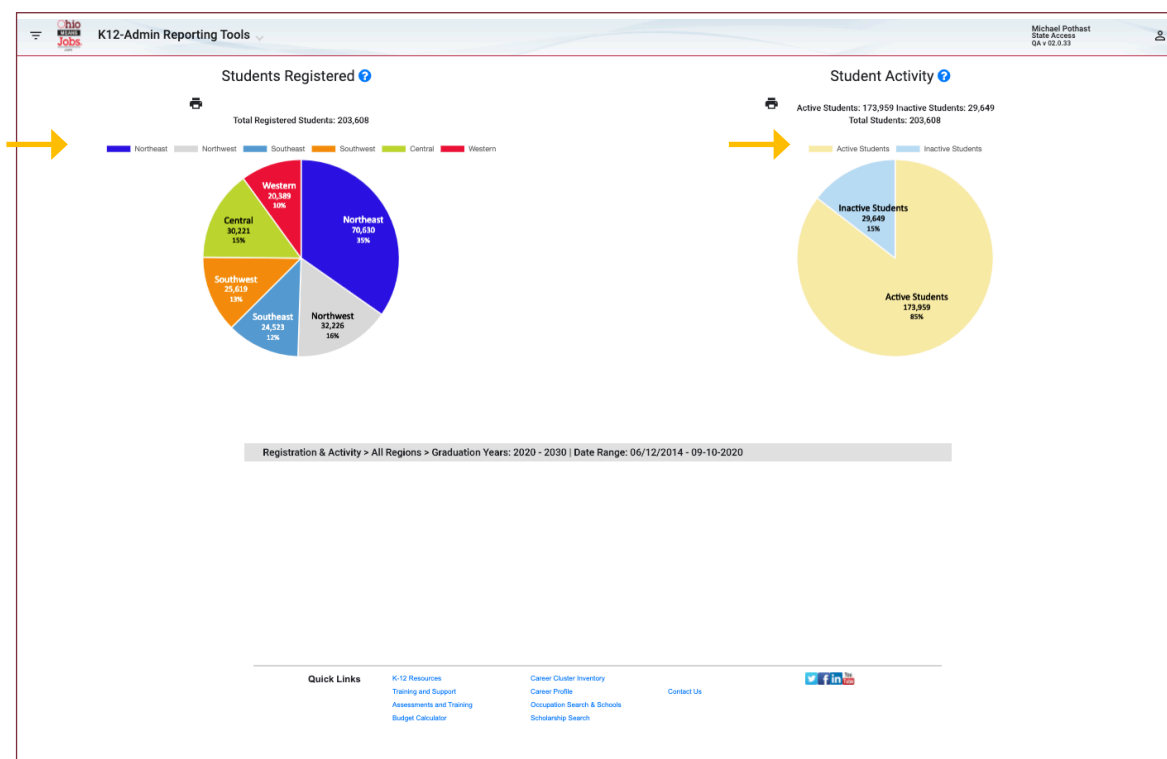 Ohio
MEANS
Jobs
.com
K12-Admin Reporting Tools
Michael Pothast
State Access
QA v 02.0.33
Students Registered ?
Total Registered Students: 203,608
Northeast Northwest Southeast Southwest Central Western
Western
20,389
10%
Northeast
70,630
35%
Central
30,221
15%
Southwest
25,619
13%
Southeast
24,523
12%
Northwest
32,226
16%
Student Activity ?
Active Students: 173,959 Inactive Students: 29,649
Total Students: 203,608
Active Students Inactive Students
Inactive Students
29,649
15%
Active Students
173,959
85%
Registration & Activity > All Regions > Graduation Years: 2020 - 2030 | Date Range: 06/12/2014 - 09-10-2020
Quick Links
K-12 Resources
Training and Support
Assessments and Training
Budget Calculator
Career Cluster Inventory
Career Profile
Occupation Search & Schools
Scholarship Search
Contact Us
f in You
Tube